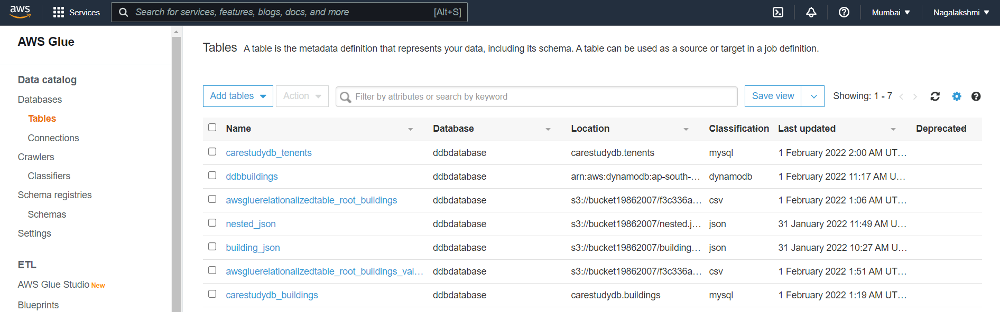 aws Services Search for services, features, blogs, docs, and more [Alt+S] Mumbai ▼ Nagalakshmi ▼
AWS Glue
Data catalog
Databases
Tables
Connections
Crawlers
Classifiers
Schema registries
Schemas
Settings
ETL
AWS Glue Studio New
Blueprints
Tables A table is the metadata definition that represents your data, including its schema. A table can be used as a source or target in a job definition.
Add tables Action Filter by attributes or search by keyword Save view Showing: 1 - 7
Name Database Location Classification Last updated Deprecated
carestudydb_tenents ddbdatabase carestudydb.tenents mysql 1 February 2022 2:00 AM UT…
ddbbuildings ddbdatabase arn:aws:dynamodb:ap-south-… dynamodb 1 February 2022 11:17 AM U…
awsgluerelationalizedtable_root_buildings ddbdatabase s3://bucket19862007/f3c336a… csv 1 February 2022 1:06 AM UT…
nested_json ddbdatabase s3://bucket19862007/nested.j… json 31 January 2022 11:49 AM U…
building_json ddbdatabase s3://bucket19862007/building… json 31 January 2022 10:27 AM U…
awsgluerelationalizedtable_root_buildings_val… ddbdatabase s3://bucket19862007/f3c336a… csv 1 February 2022 1:51 AM UT…
carestudydb_buildings ddbdatabase carestudydb.buildings mysql 1 February 2022 1:19 AM UT…